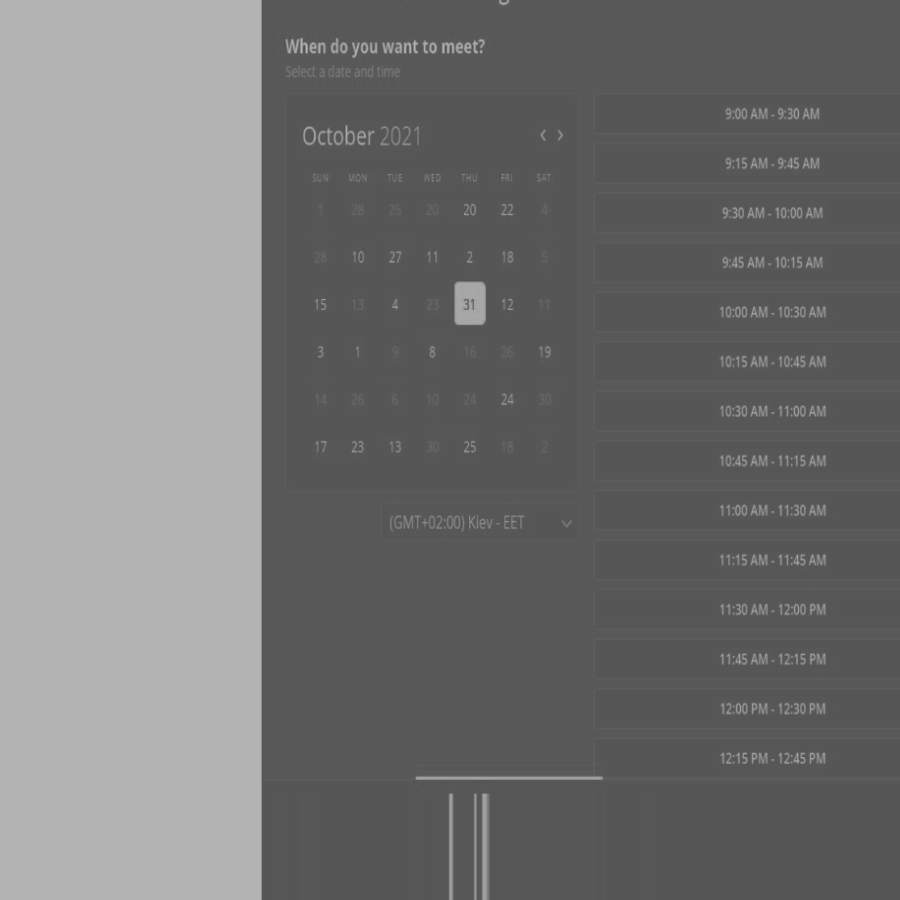 When do you want to meet?
Select a date and time
October 2021
SUN MON TUE WED THU FRI SAT
1 28 25 20 20 22 4
28 10 27 11 2 18 5
15 13 4 23 31 12 11
3 1 9 8 16 26 19
14 26 6 10 24 24 30
17 23 13 30 25 18 2
(GMT+02:00) Kiev - EET
9:00 AM - 9:30 AM
9:15 AM - 9:45 AM
9:30 AM - 10:00 AM
9:45 AM - 10:15 AM
10:00 AM - 10:30 AM
10:15 AM - 10:45 AM
10:30 AM - 11:00 AM
10:45 AM - 11:15 AM
11:00 AM - 11:30 AM
11:15 AM - 11:45 AM
11:30 AM - 12:00 PM
11:45 AM - 12:15 PM
12:00 PM - 12:30 PM
12:15 PM - 12:45 PM